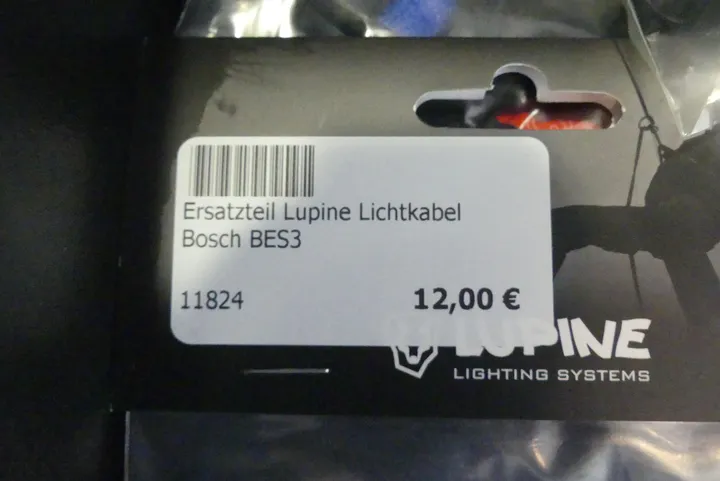 Ersatzteil Lupine Lichtkabel
Bosch BES3
11824 12,00 €
LUPINE
LIGHTING SYSTEMS